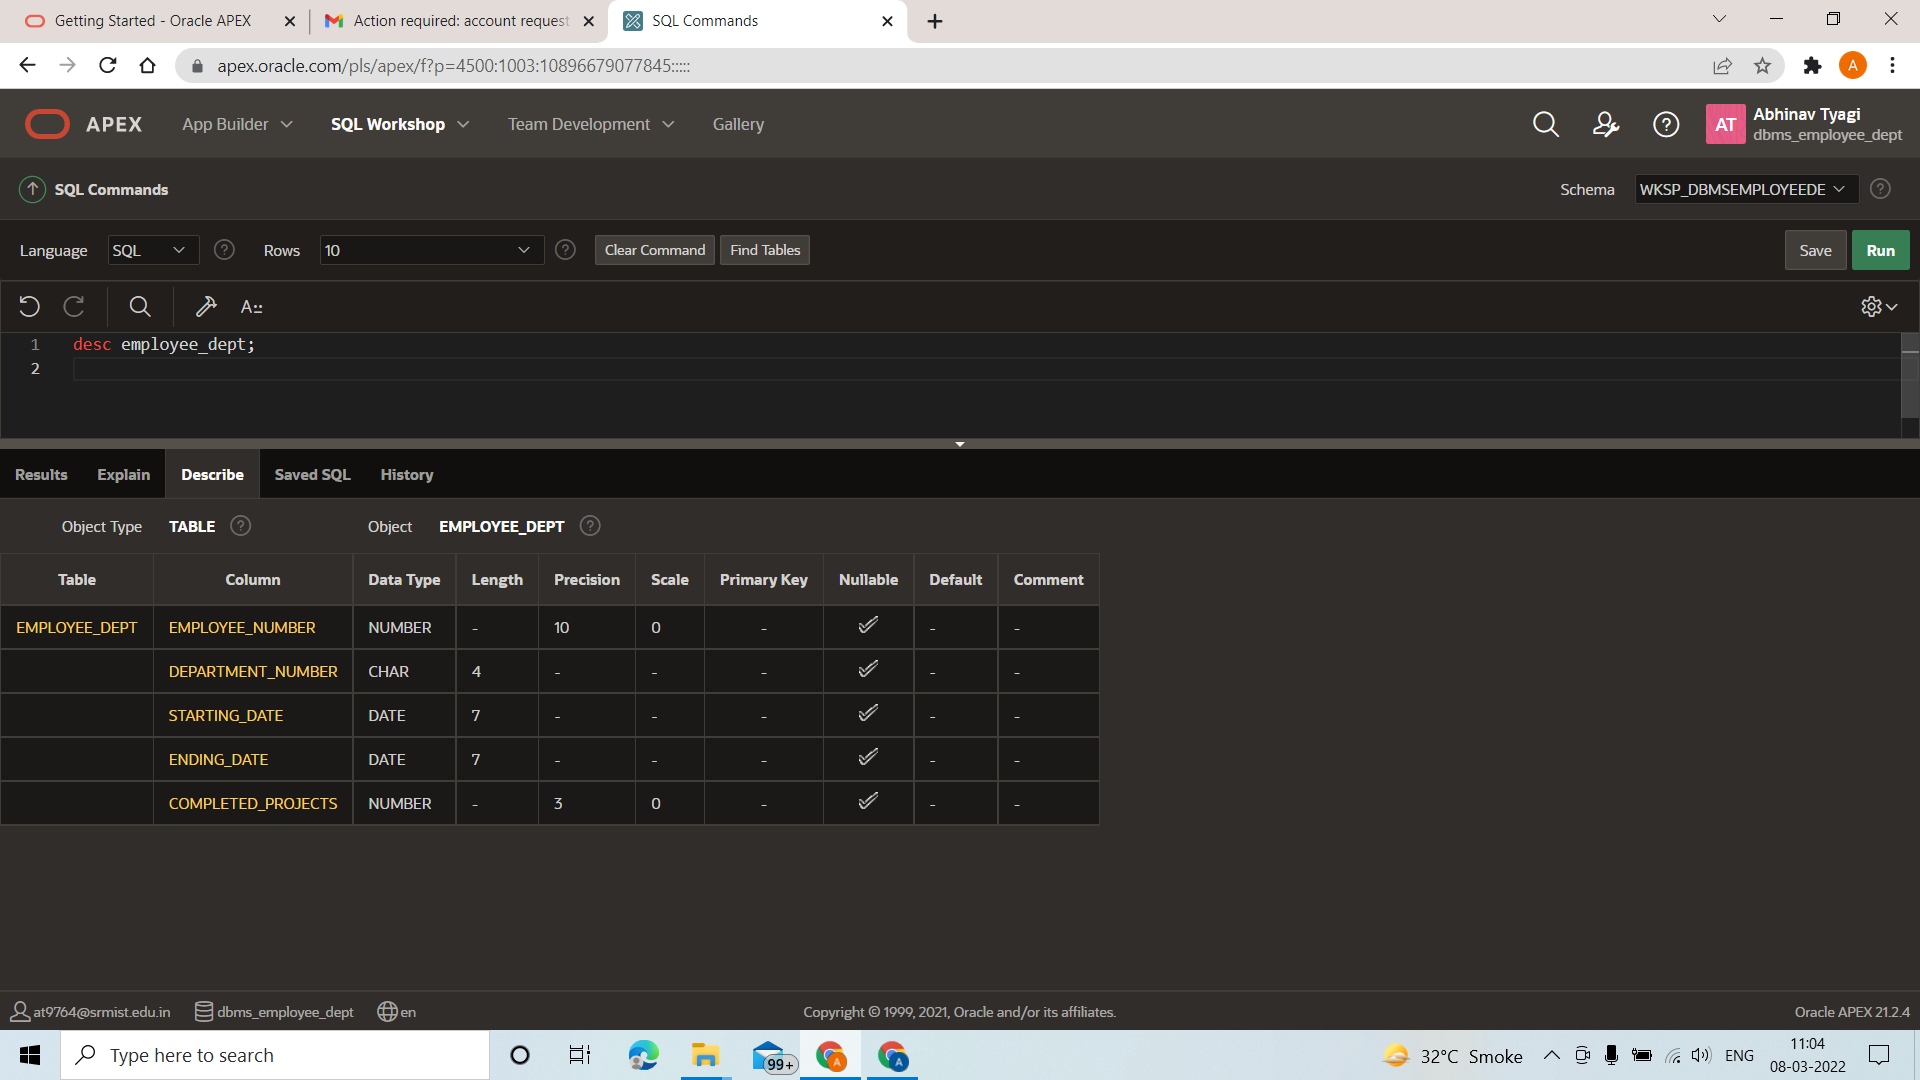 Getting Started - Oracle APEX
Action required: account request
SQL Commands
apex.oracle.com/pls/apex/f?p=4500:1003:10896679077845:::::
A
APEX
App Builder
SQL Workshop
Team Development
Gallery
AT
Abhinav Tyagi
dbms_employee_dept
SQL Commands
Schema
WKSP_DBMSEMPLOYEEDE
Language SQL Rows 10 Clear Command Find Tables Save Run
A
1 desc employee_dept;
2
Results Explain Describe Saved SQL History
Object Type TABLE Object EMPLOYEE_DEPT
Table Column Data Type Length Precision Scale Primary Key Nullable Default Comment
EMPLOYEE_DEPT EMPLOYEE_NUMBER NUMBER - 10 0 - - -
DEPARTMENT_NUMBER CHAR 4 - - - - -
STARTING_DATE DATE 7 - - - - -
ENDING_DATE DATE 7 - - - - -
COMPLETED_PROJECTS NUMBER - 3 0 - - -
at9764@srmist.edu.in dbms_employee_dept en Copyright © 1999, 2021, Oracle and/or its affiliates. Oracle APEX 21.2.4
Type here to search
99+
A
A
32°C Smoke
ENG
11:04
08-03-2022